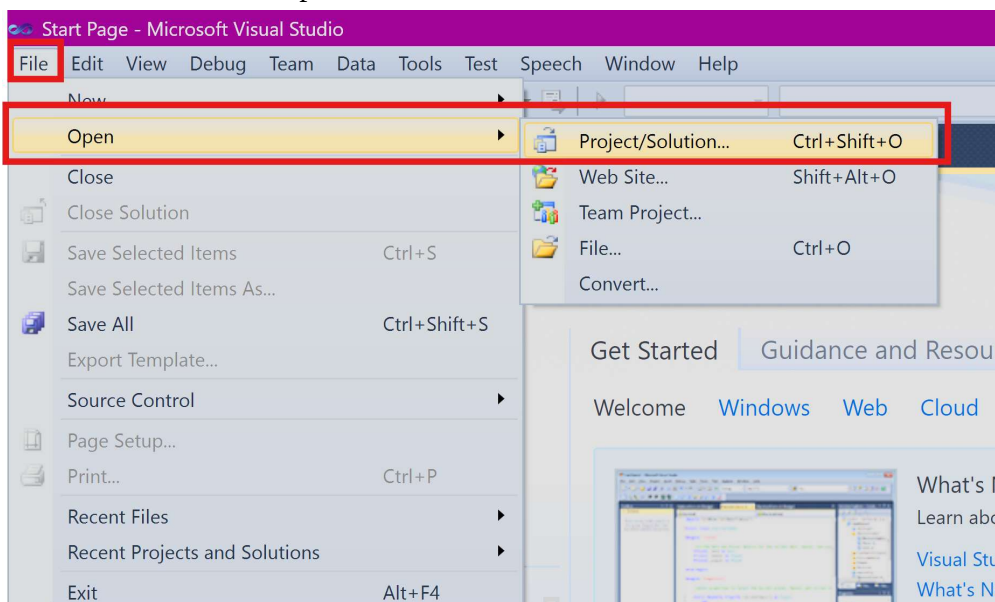 Start Page - Microsoft Visual Studio
File Edit View Debug Team Data Tools Test Speech Window Help
New
Open
Project/Solution... Ctrl+Shift+O
Close
Web Site... Shift+Alt+O
Close Solution
Team Project...
Save Selected Items Ctrl+S
File... Ctrl+O
Save Selected Items As...
Convert...
Save All Ctrl+Shift+S
Export Template...
Get Started Guidance and Resou
Source Control
Welcome Windows Web Cloud
Page Setup...
Print... Ctrl+P
What's N
Recent Files
Learn abo
Recent Projects and Solutions
Visual Stu
Exit Alt+F4
What's N